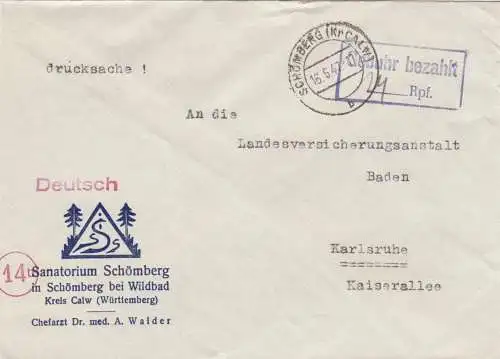 SCHÖMBERG (Kr. CALW)
b
Gebühr bezahlt
Rpf.
drucksache !
An die
Landesversicherungsanstalt
Baden
Deutsch
Karlsruhe
========
Kaiserallee
14
Sanatorium Schömberg
in Schömberg bei Wildbad
Kreis Calw (Württemberg)
Chefarzt Dr. med. A. Walder